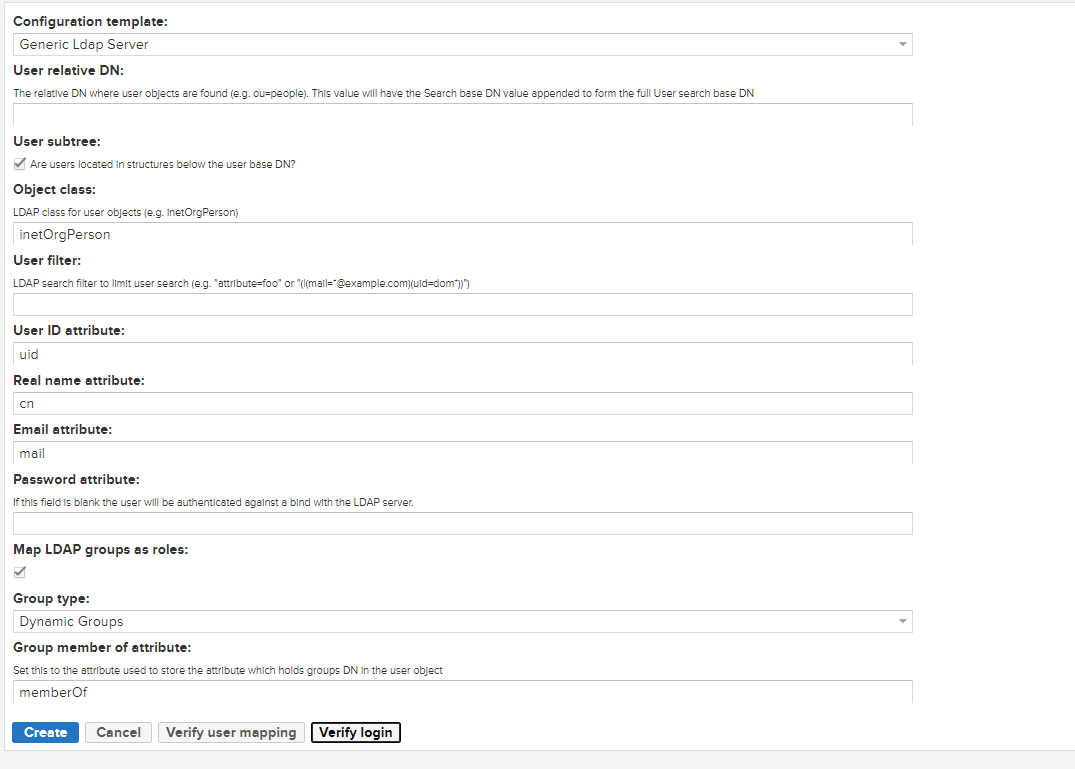 Configuration template:
Generic Ldap Server
User relative DN:
The relative DN where user objects are found (e.g. ou=people). This value will have the Search base DN value appended to form the full User search base DN
User subtree:
Are users located in structures below the user base DN?
Object class:
LDAP class for user objects (e.g. inetOrgPerson)
inetOrgPerson
User filter:
LDAP search filter to limit user search (e.g. "attribute=foo" or "(|(mail=*@example.com)(uid=dom*))")
User ID attribute:
uid
Real name attribute:
cn
Email attribute:
mail
Password attribute:
If this field is blank the user will be authenticated against a bind with the LDAP server.
Map LDAP groups as roles:
Group type:
Dynamic Groups
Group member of attribute:
Set this to the attribute used to store the attribute which holds groups DN in the user object
memberOf
Create Cancel Verify user mapping Verify login